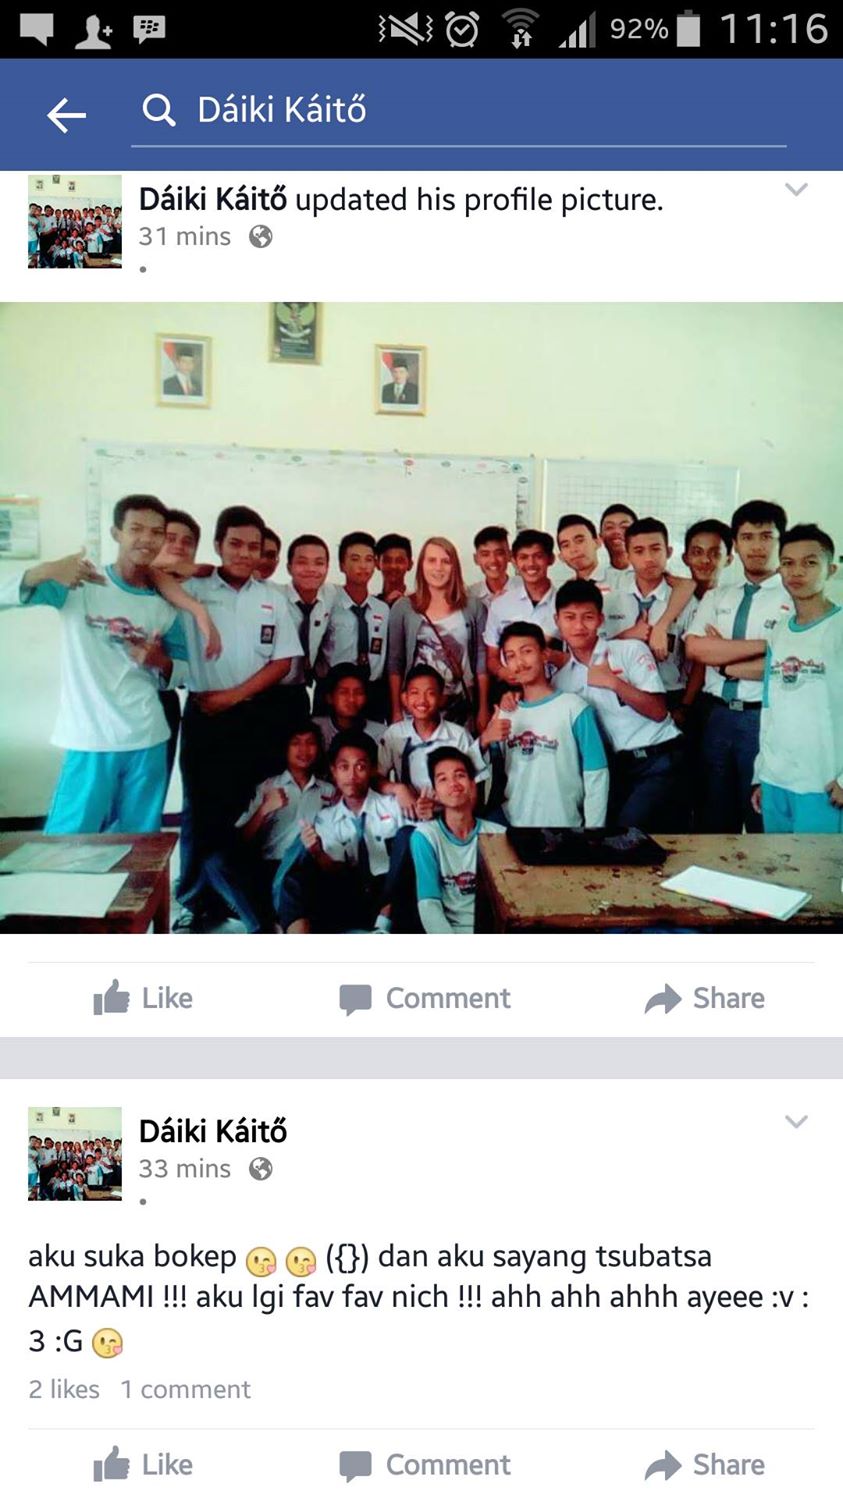 92% 11:16
Dáiki Káitő
Dáiki Káitő updated his profile picture.
31 mins
Like Comment Share
Dáiki Káitő
33 mins
aku suka bokep 😘 😘 ({}) dan aku sayang tsubatsa
AMMAMI !!! aku lgi fav fav nich !!! ahh ahh ahhh ayeee :v :
3 :G 😘
2 likes 1 comment
Like Comment Share